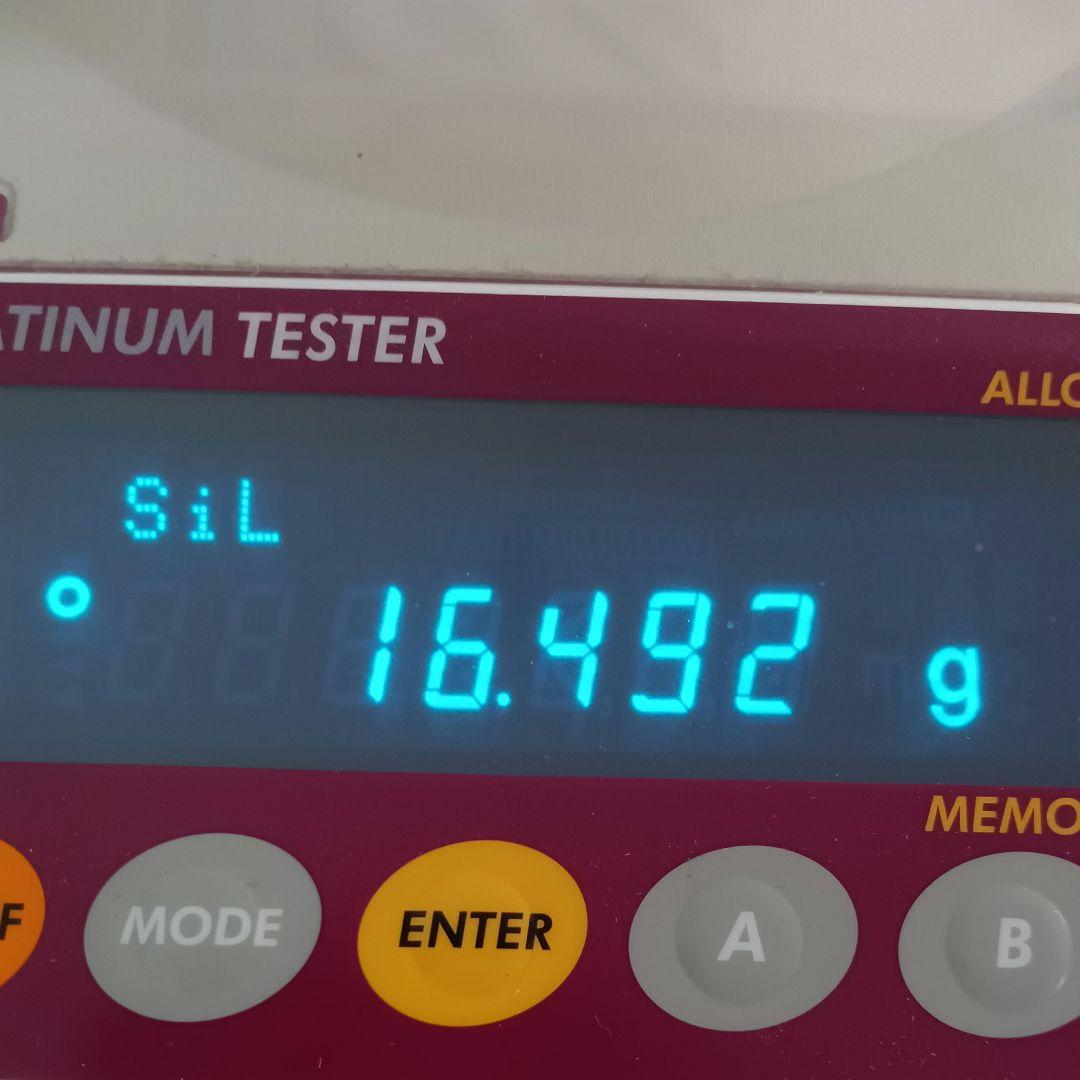 ATINUM TESTER
ALLO
SiL
16.492 g
MEMO
F MODE ENTER A B